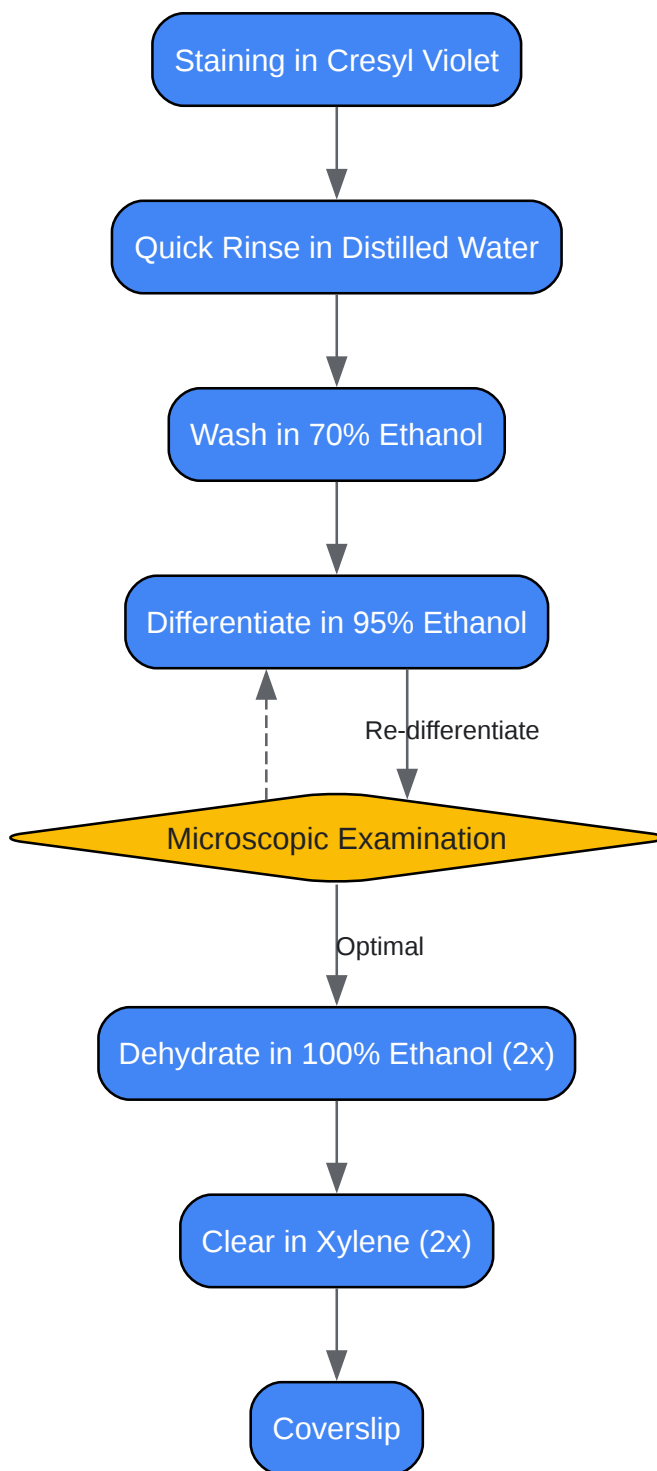 Staining in Cresyl Violet
Quick Rinse in Distilled Water
Wash in 70% Ethanol
Differentiate in 95% Ethanol
Re-differentiate
Microscopic Examination
Optimal
Dehydrate in 100% Ethanol (2x)
Clear in Xylene (2x)
Coverslip